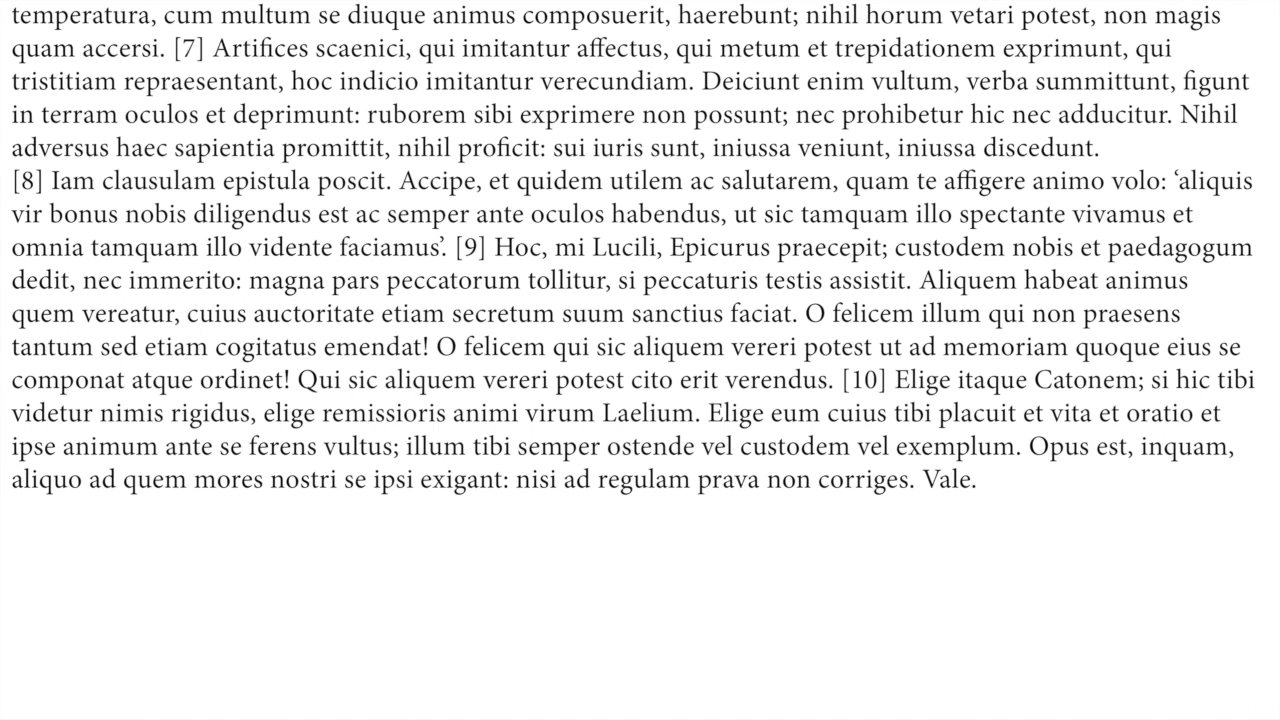 temperatura, cum multum se diuque animus composuerit, haerebunt; nihil horum vetari potest, non magis
quam accersi. [7] Artifices scaenici, qui imitantur affectus, qui metum et trepidationem exprimunt, qui
tristitiam repraesentant, hoc indicio imitantur verecundiam. Deiciunt enim vultum, verba summittunt, figunt
in terram oculos et deprimunt: ruborem sibi exprimere non possunt; nec prohibetur hic nec adducitur. Nihil
adversus haec sapientia promittit, nihil proficit: sui iuris sunt, iniussa veniunt, iniussa discedunt.
[8] Iam clausulam epistula poscit. Accipe, et quidem utilem ac salutarem, quam te affigere animo volo: ‘aliquis
vir bonus nobis diligendus est ac semper ante oculos habendus, ut sic tamquam illo spectante vivamus et
omnia tamquam illo vidente faciamus’. [9] Hoc, mi Lucili, Epicurus praecepit; custodem nobis et paedagogum
dedit, nec immerito: magna pars peccatorum tollitur, si peccaturis testis assistit. Aliquem habeat animus
quem vereatur, cuius auctoritate etiam secretum suum sanctius faciat. O felicem illum qui non praesens
tantum sed etiam cogitatus emendat! O felicem qui sic aliquem vereri potest ut ad memoriam quoque eius se
componat atque ordinet! Qui sic aliquem vereri potest cito erit verendus. [10] Elige itaque Catonem; si hic tibi
videtur nimis rigidus, elige remissioris animi virum Laelium. Elige eum cuius tibi placuit et vita et oratio et
ipse animum ante se ferens vultus; illum tibi semper ostende vel custodem vel exemplum. Opus est, inquam,
aliquo ad quem mores nostri se ipsi exigant: nisi ad regulam prava non corriges. Vale.